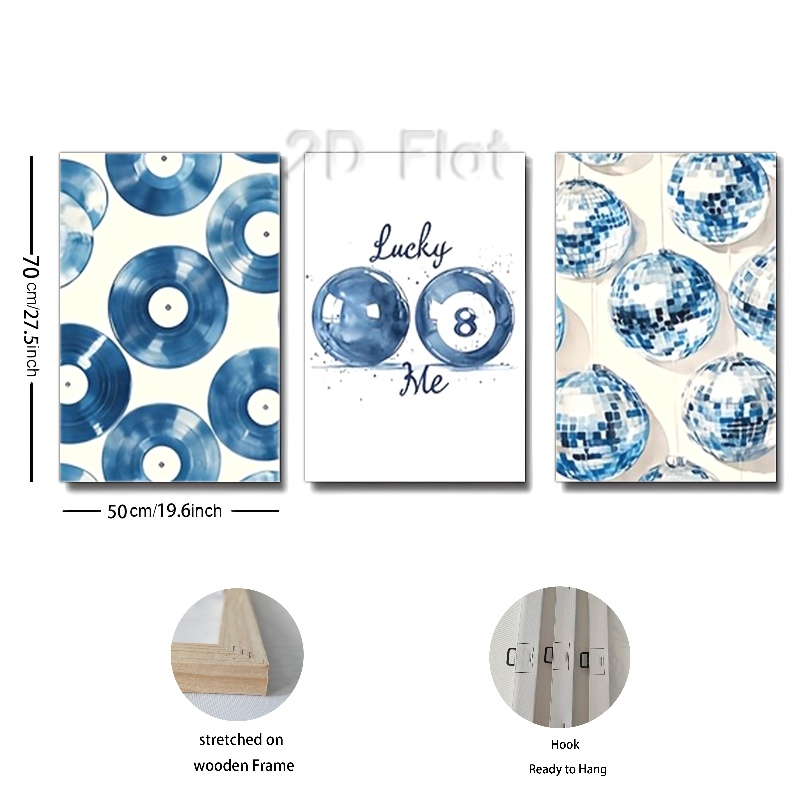 2D Flat
Lucky
8
Me
70 cm/27.5inch
50cm/19.6inch
stretched on
wooden Frame
Hook
Ready to Hang